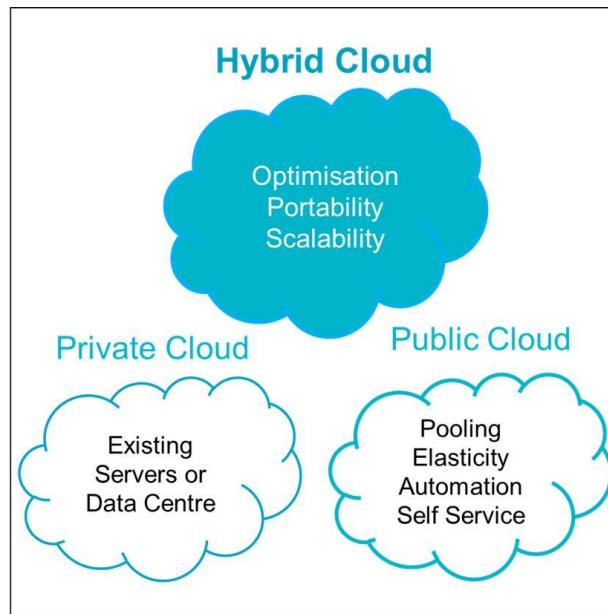 Hybrid Cloud
Optimisation
Portability
Scalability
Private Cloud
Existing
Servers or
Data Centre
Public Cloud
Pooling
Elasticity
Automation
Self Service